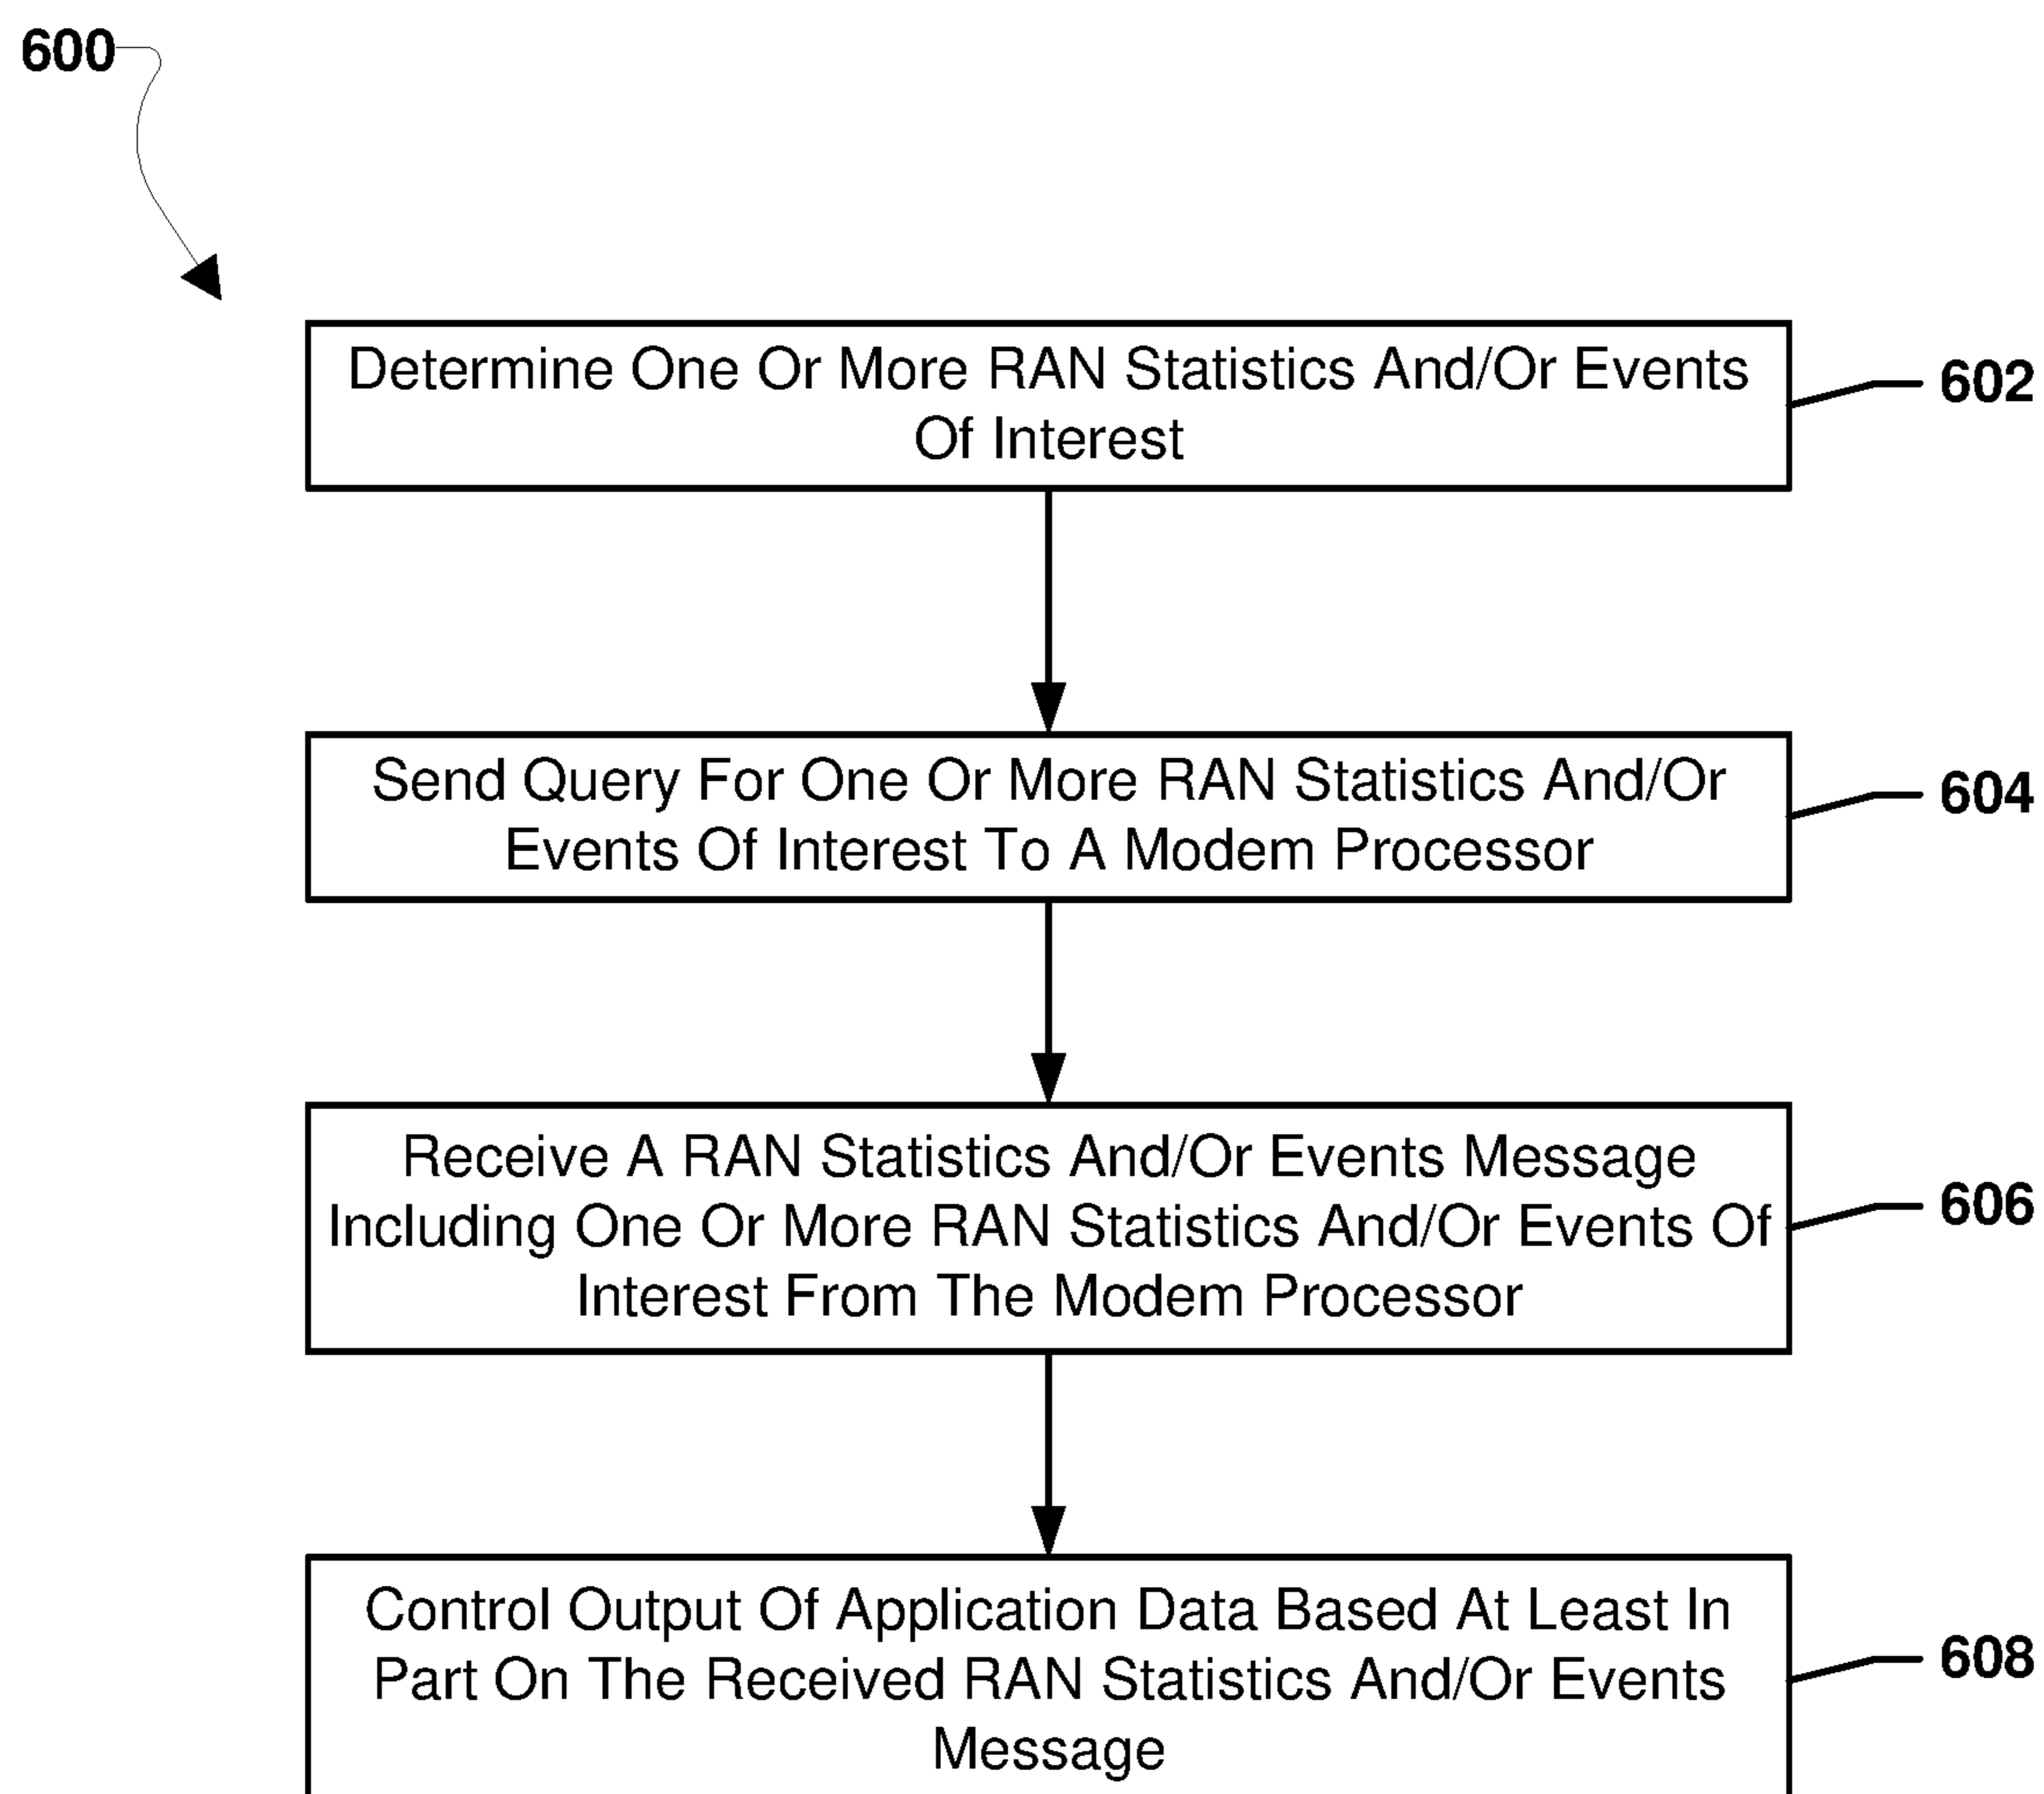 600
Determine One Or More RAN Statistics And/Or Events
Of Interest
602
Send Query For One Or More RAN Statistics And/Or
Events Of Interest To A Modem Processor
604
Receive A RAN Statistics And/Or Events Message
Including One Or More RAN Statistics And/Or Events Of
Interest From The Modem Processor
606
Control Output Of Application Data Based At Least In
Part On The Received RAN Statistics And/Or Events
Message
608